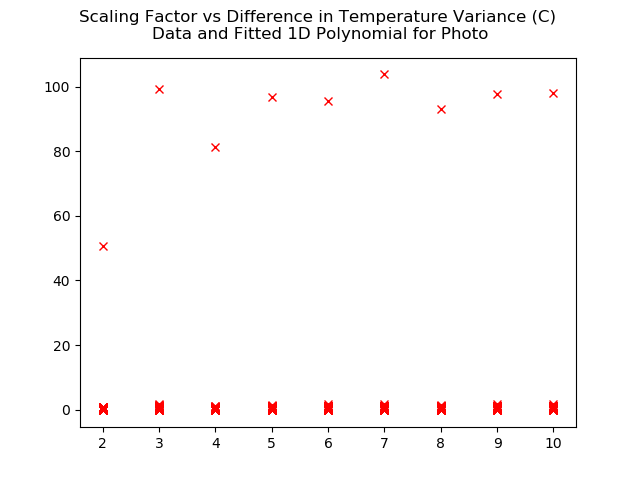 Scaling Factor vs Difference in Temperature Variance (C)
Data and Fitted 1D Polynomial for Photo
100
80
60
40
20
0
2 3 4 5 6 7 8 9 10